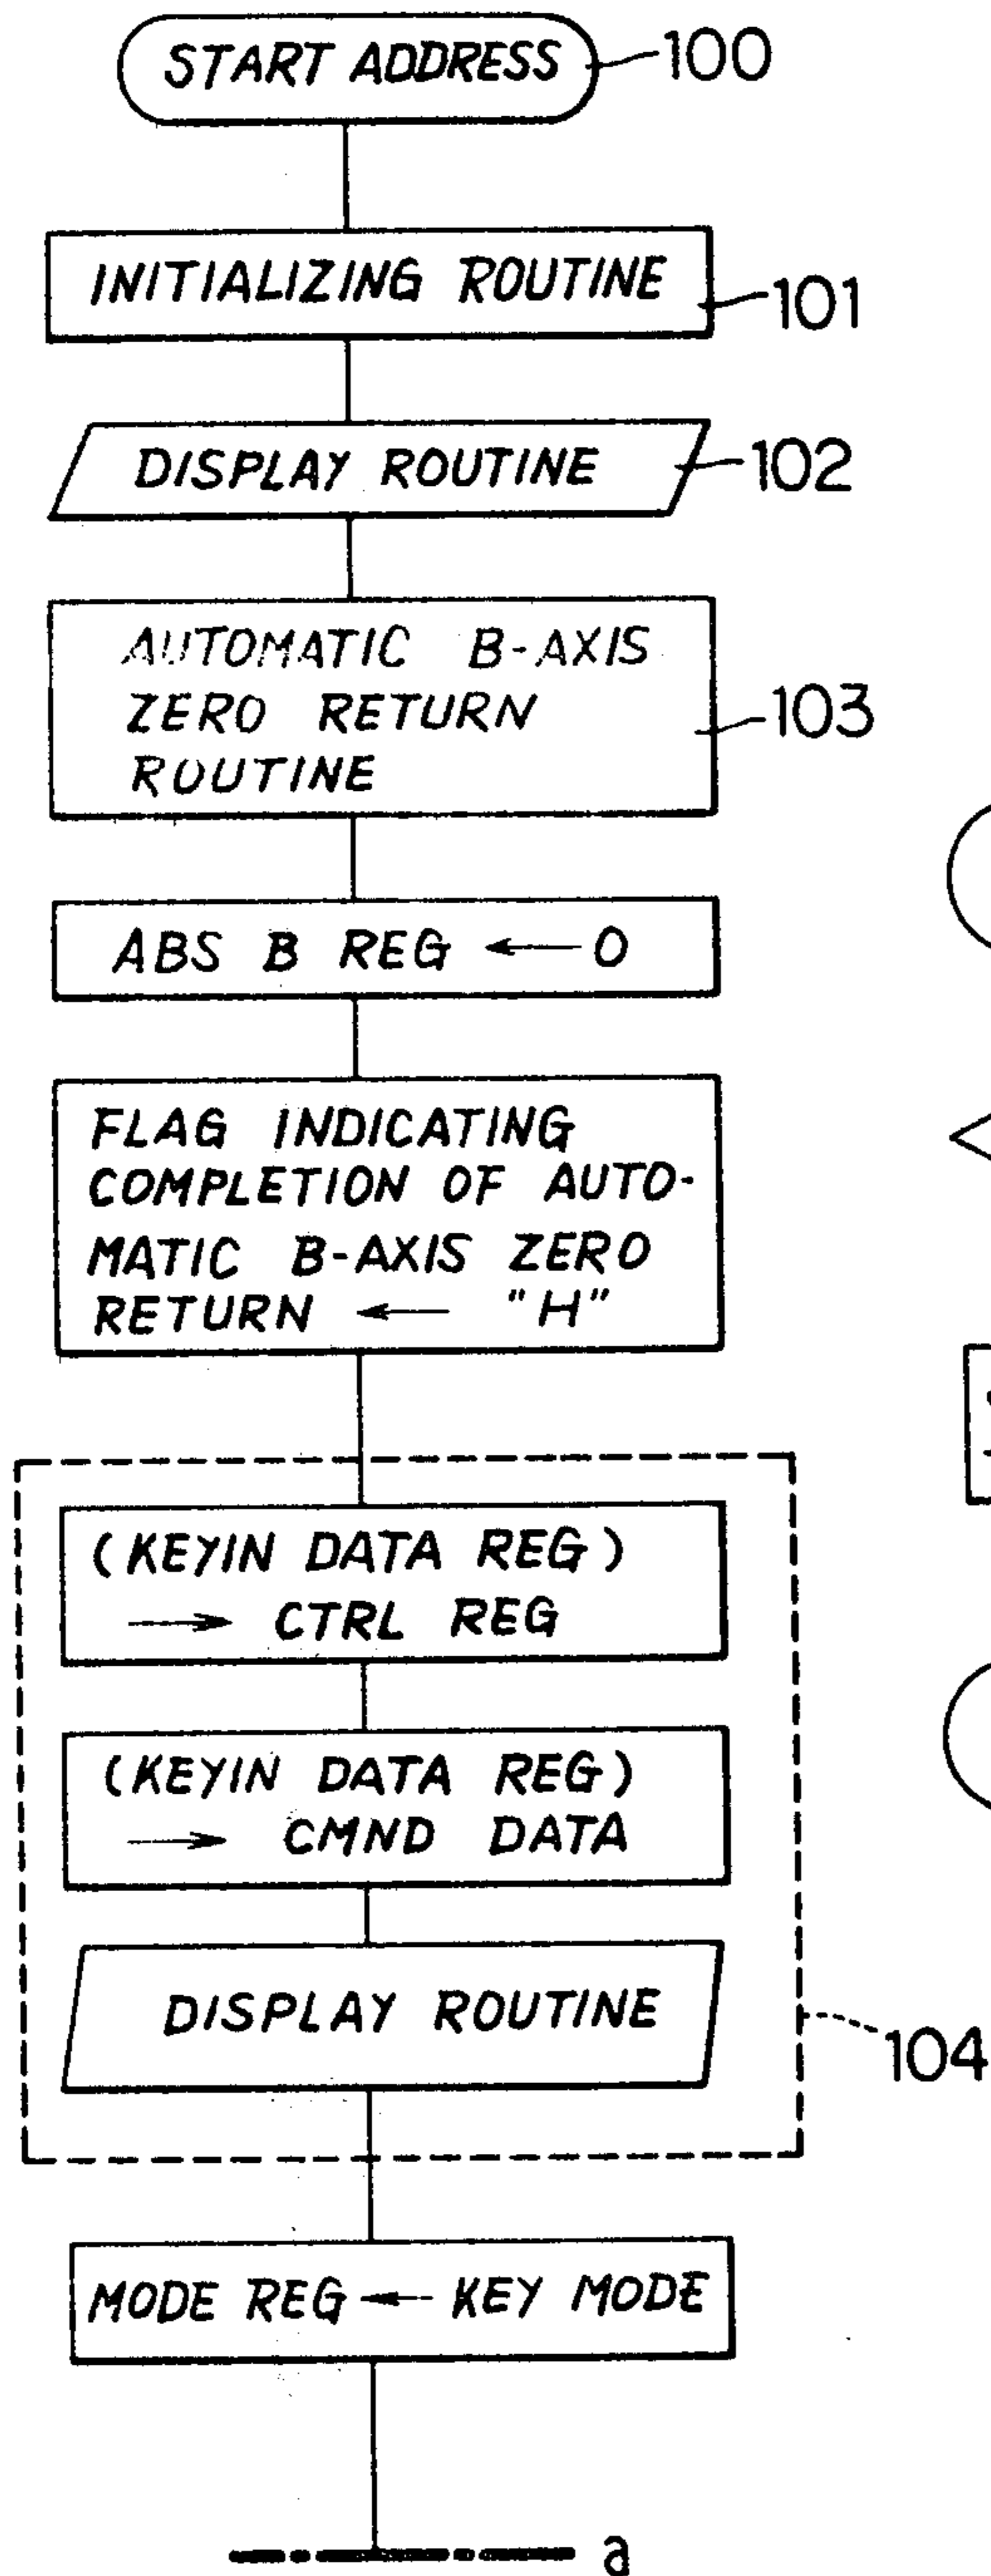 START ADDRESS
100
INITIALIZING ROUTINE
101
DISPLAY ROUTINE
102
AUTOMATIC B-AXIS
ZERO RETURN
ROUTINE
103
ABS B REG ← 0
FLAG INDICATING
COMPLETION OF AUTO-
MATIC B-AXIS ZERO
RETURN ← "H"
(KEYIN DATA REG)
→ CTRL REG
(KEYIN DATA REG)
→ CMND DATA
DISPLAY ROUTINE
104
MODE REG ← KEY MODE
a